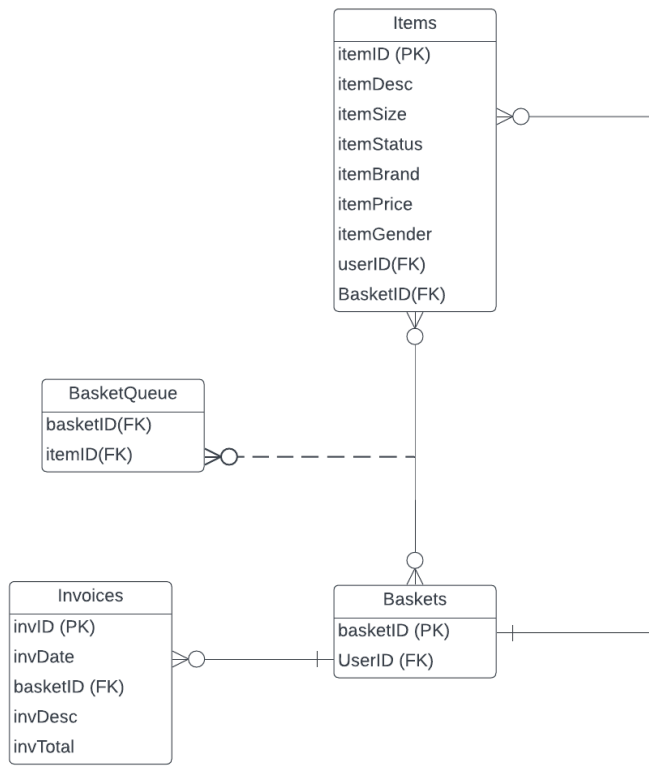 Items
itemID (PK)
itemDesc
itemSize
itemStatus
itemBrand
itemPrice
itemGender
userID(FK)
BasketID(FK)
BasketQueue
basketID(FK)
itemID(FK)
Invoices
invID (PK)
invDate
basketID (FK)
invDesc
invTotal
Baskets
basketID (PK)
UserID (FK)